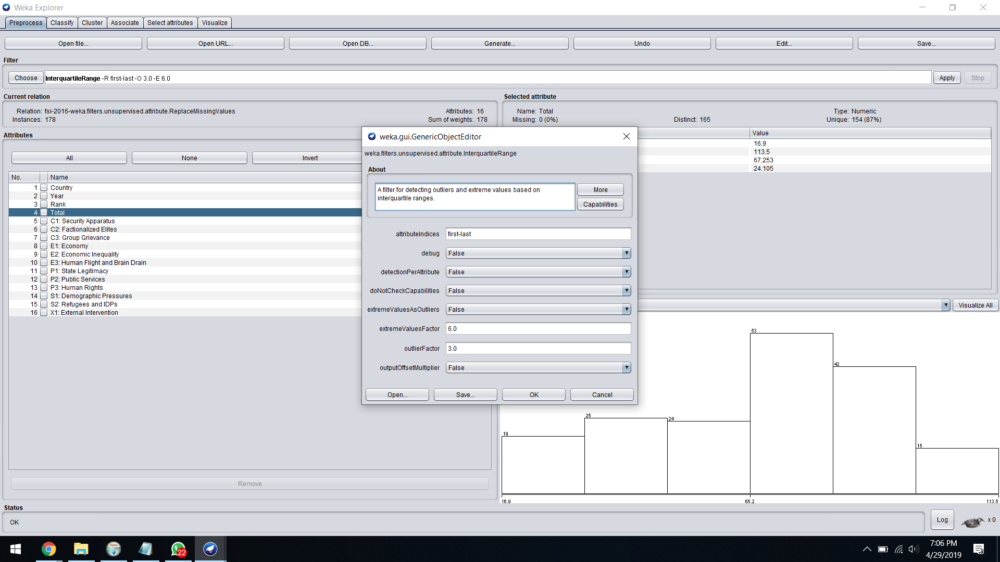 Weka Explorer
Preprocess Classify Cluster Associate Select attributes Visualize
Open file... Open URL... Open DB... Generate... Undo Edit... Save...
Filter
Choose InterquartileRange -R first-last -O 3.0 -E 6.0 Apply Stop
Current relation
Relation: fsi-2016-weka.filters.unsupervised.attribute.ReplaceMissingValues Attributes: 16
Instances: 178 Sum of weights: 178
Selected attribute
Name: Total Type: Numeric
Missing: 0 (0%) Distinct: 165 Unique: 154 (87%)
Value
16.9
113.5
67.253
24.105
Attributes
All None Invert
No. Name
1 Country
2 Year
3 Rank
4 Total
5 C1: Security Apparatus
6 C2: Factionalized Elites
7 C3: Group Grievance
8 E1: Economy
9 E2: Economic Inequality
10 E3: Human Flight and Brain Drain
11 P1: State Legitimacy
12 P2: Public Services
13 P3: Human Rights
14 S1: Demographic Pressures
15 S2: Refugees and IDPs
16 X1: External Intervention
Remove
weka.gui.GenericObjectEditor
weka.filters.unsupervised.attribute.InterquartileRange
About
A filter for detecting outliers and extreme values based on
interquartile ranges.
More
Capabilities
attributeIndices first-last
debug False
detectionPerAttribute False
doNotCheckCapabilities False
extremeValuesAsOutliers False
extremeValuesFactor 6.0
outlierFactor 3.0
outputOffsetMultiplier False
Open... Save... OK Cancel
Visualize All
19
25
24
53
42
15
16.9 65.2 113.5
Status
OK
Log x 0
22
7:06 PM
4/29/2019